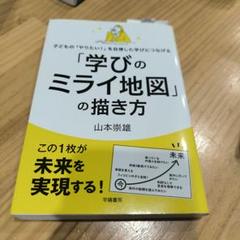 子どもの「やりたい！」を自律した学びにつなげる
「学びの
ミライ地図」
の描き方
山本崇雄
この1枚が
未来を
実現する！
未来
今